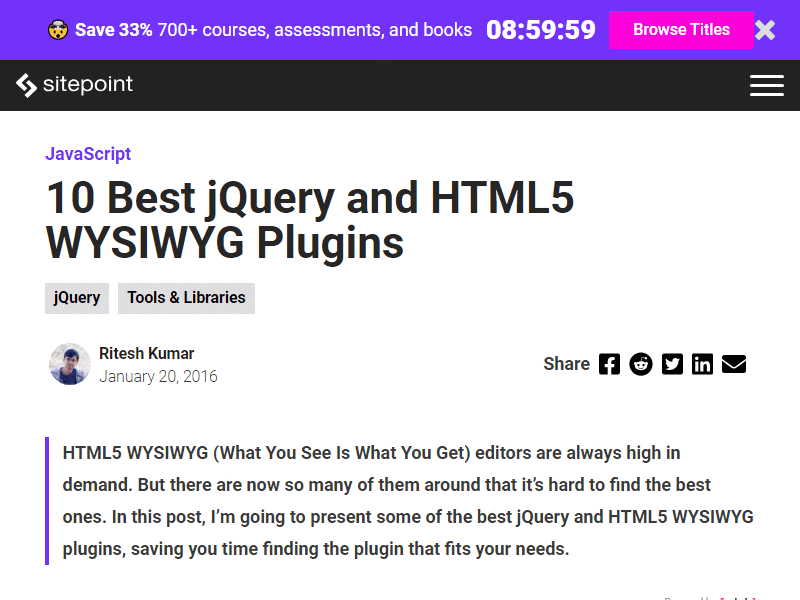 Save 33% 700+ courses, assessments, and books 08:59:59 Browse Titles
sitepoint
JavaScript
10 Best jQuery and HTML5
WYSIWYG Plugins
jQuery Tools & Libraries
Ritesh Kumar
January 20, 2016
Share
HTML5 WYSIWYG (What You See Is What You Get) editors are always high in
demand. But there are now so many of them around that it’s hard to find the best
ones. In this post, I’m going to present some of the best jQuery and HTML5 WYSIWYG
plugins, saving you time finding the plugin that fits your needs.